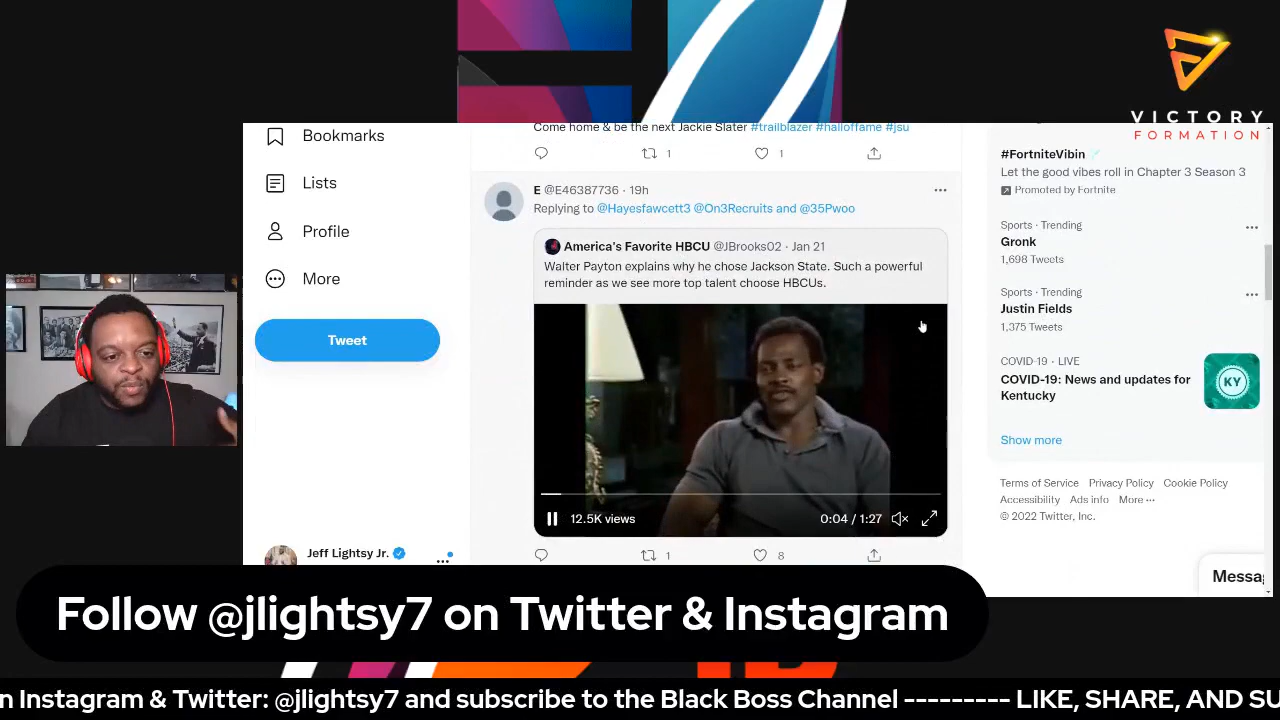 VICTORY
FORMATION
Bookmarks
Lists
Profile
More
Tweet
Jeff Lightsy Jr.
Come home & be the next Jackie Slater #trailblazer #halloffame #jsu
1
1
E @E46387736 · 19h
Replying to @Hayesfawcett3 @On3Recruits and @35Pwoo
America's Favorite HBCU @JBrooks02 · Jan 21
Walter Payton explains why he chose Jackson State. Such a powerful
reminder as we see more top talent choose HBCUs.
12.5K views
0:04 / 1:27
1
8
#FortniteVibin
Let the good vibes roll in Chapter 3 Season 3
Promoted by Fortnite
Sports · Trending
Gronk
1,698 Tweets
Sports · Trending
Justin Fields
1,375 Tweets
COVID-19 · LIVE
COVID-19: News and updates for
Kentucky
KY
Show more
Terms of Service Privacy Policy Cookie Policy
Accessibility Ads info More ···
© 2022 Twitter, Inc.
Messa
Follow @jlightsy7 on Twitter & Instagram
n Instagram & Twitter: @jlightsy7 and subscribe to the Black Boss Channel --------- LIKE, SHARE, AND SU